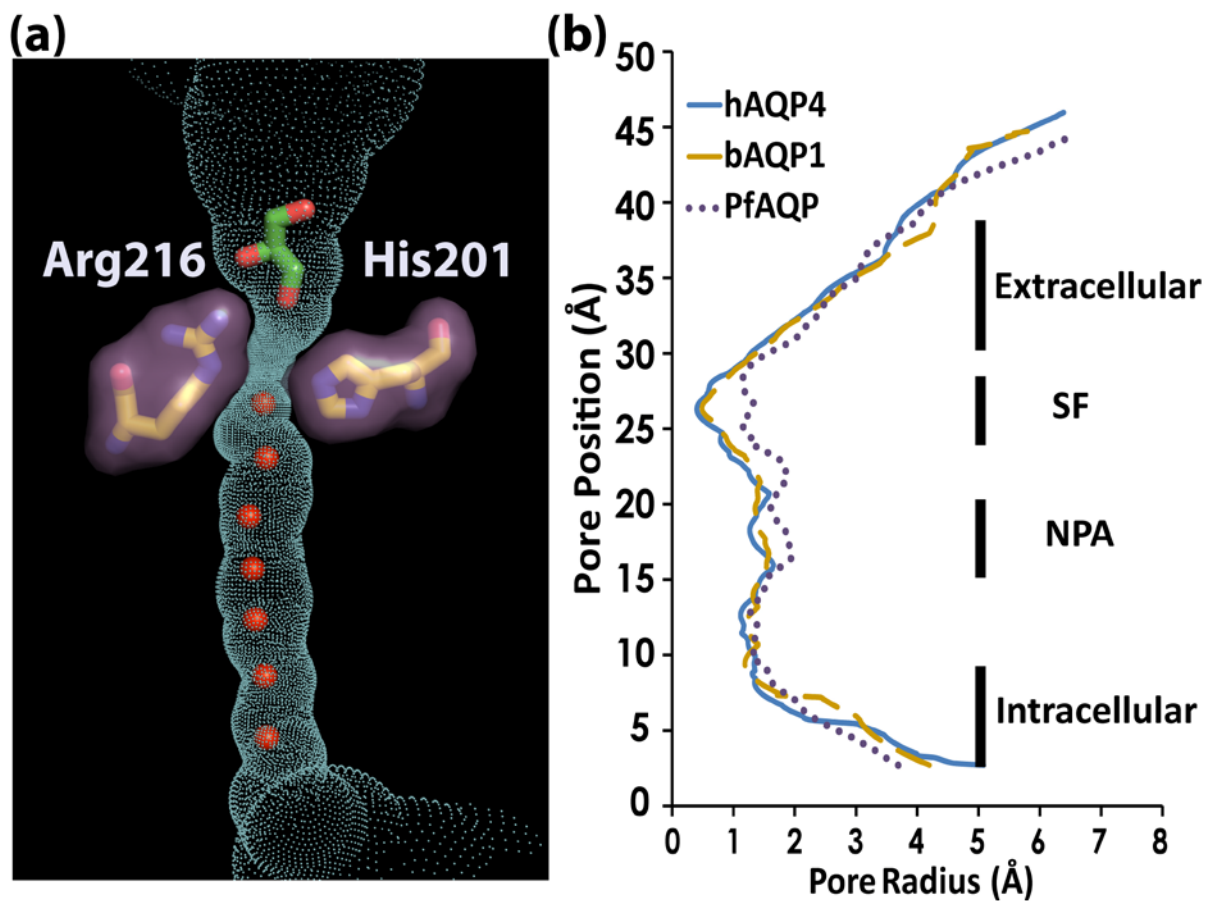 (a)
Arg216
His201
(b)
50
45
40
35
30
25
20
15
10
5
0
Pore Position (Å)
hAQP4
bAQP1
PfAQP
Extracellular
SF
NPA
Intracellular
0 1 2 3 4 5 6 7 8
Pore Radius (Å)